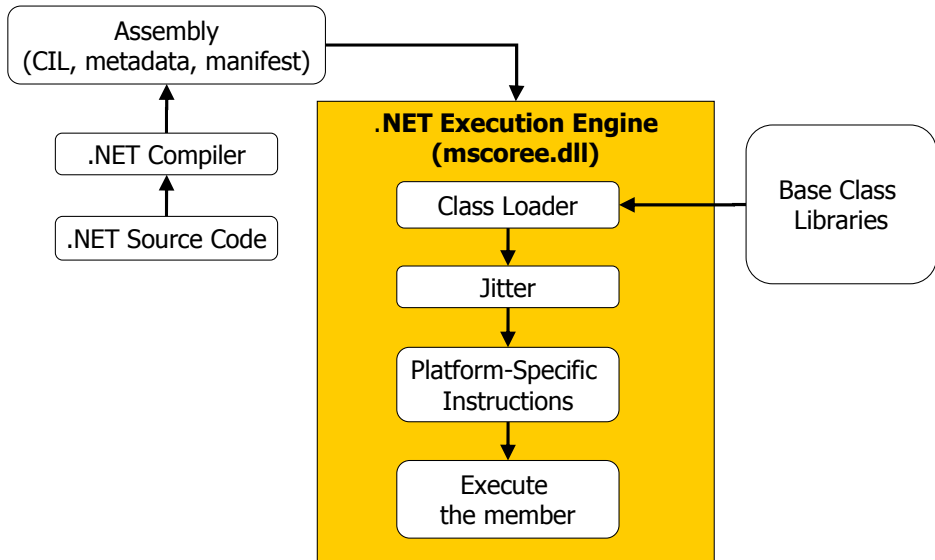 Assembly
(CIL, metadata, manifest)
.NET Compiler
.NET Source Code
.NET Execution Engine
(mscoree.dll)
Class Loader
Jitter
Platform-Specific
Instructions
Execute
the member
Base Class
Libraries